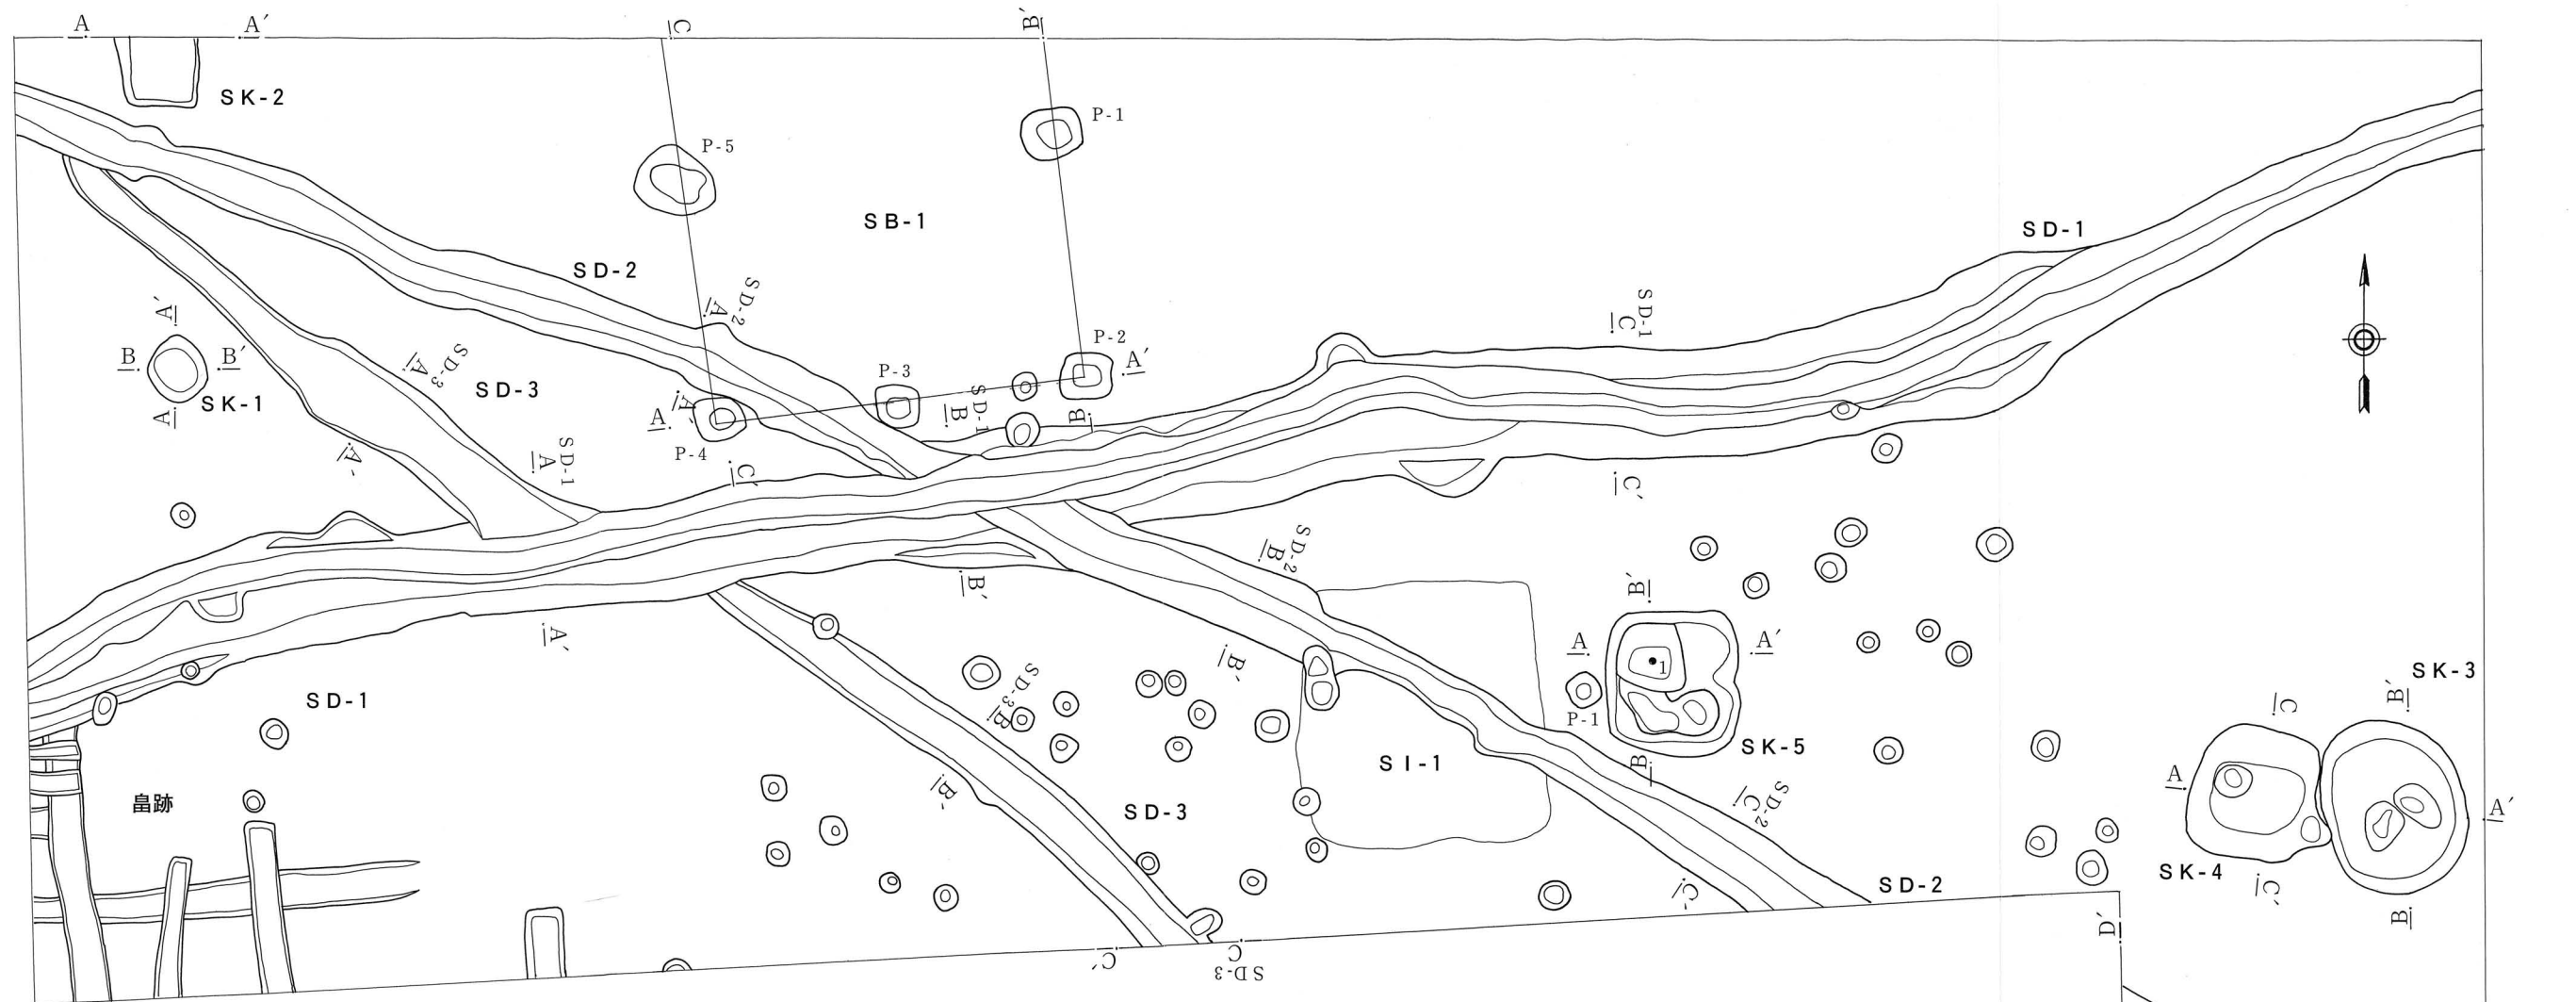 A
A′
C
B′
SK-2
P-1
P-5
SB-1
SD-1
SD-2
SD-2
A
SD-1
C
A′
B
B′
A
SK-1
SD-3
A
SD-3
P-2
A′
P-3
SD-1
B
B
A′
A
P-4
C′
A′
SD-1
A
C′
SD-2
B
B′
B′
A′
A
A′
B′
1
P-1
B
SK-5
SK-3
B′
C
A
A′
SK-4
C′
B
SD-1
SD-3
B
B′
SI-1
SD-3
SD-2
C
C′
SD-2
畠跡
D′
C′
C
SD-3